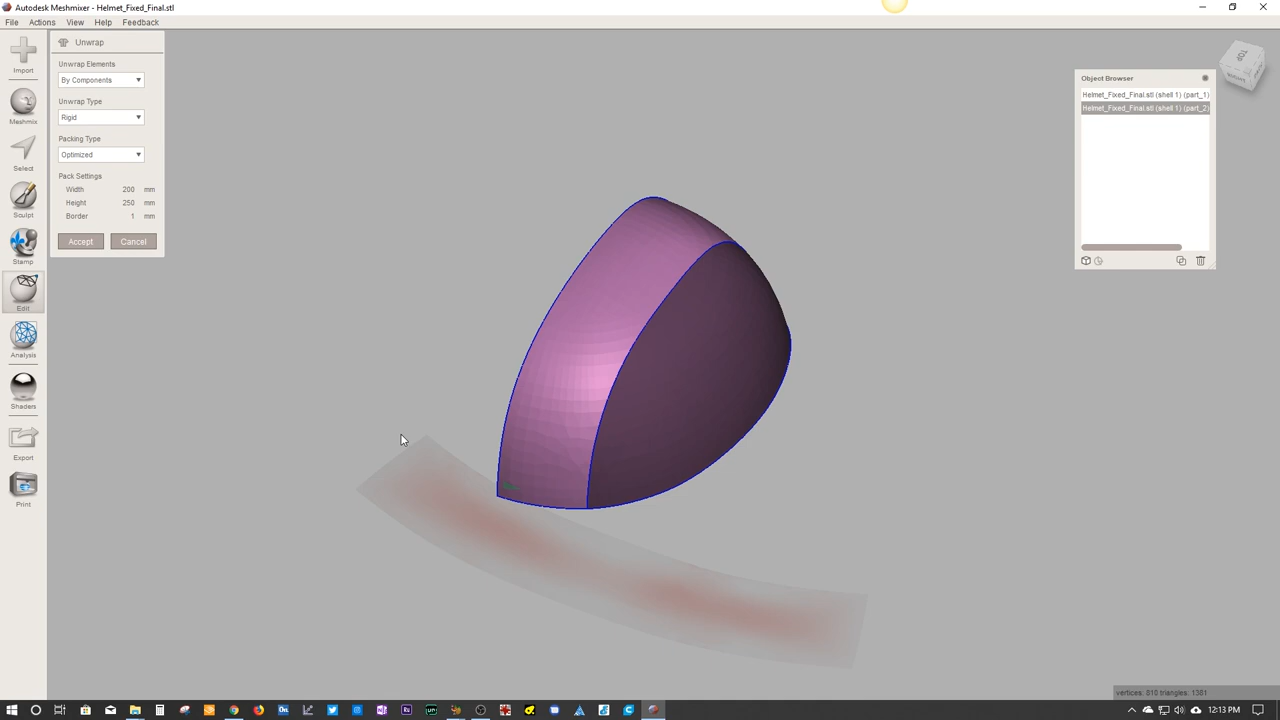 Autodesk Meshmixer - Helmet_Fixed_Final.stl
File Actions View Help Feedback
Import
Meshmix
Select
Sculpt
Stamp
Edit
Analysis
Shaders
Export
Print
Unwrap
Unwrap Elements
By Components
Unwrap Type
Rigid
Packing Type
Optimized
Pack Settings
Width 200 mm
Height 250 mm
Border 1 mm
Accept Cancel
TOP
Object Browser
Helmet_Fixed_Final.stl (shell 1) (part_1)
Helmet_Fixed_Final.stl (shell 1) (part_2)
vertices: 810 triangles: 1381
12:13 PM